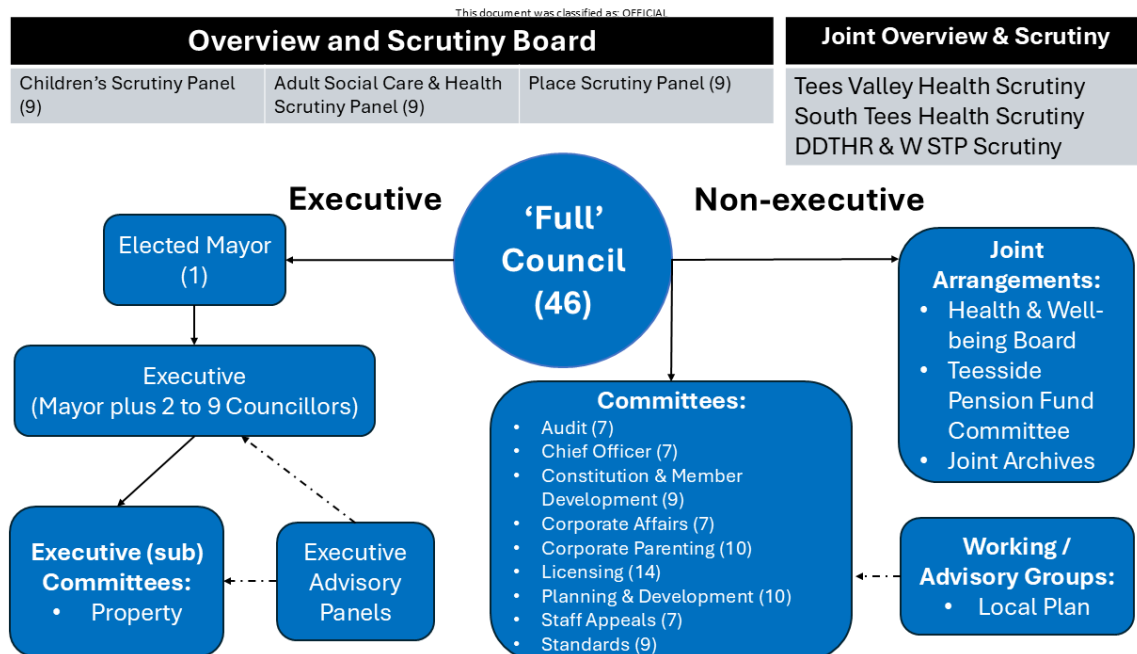 This document was classified as: OFFICIAL
Overview and Scrutiny Board
Children’s Scrutiny Panel
(9)
Adult Social Care & Health
Scrutiny Panel (9)
Place Scrutiny Panel (9)
Joint Overview & Scrutiny
Tees Valley Health Scrutiny
South Tees Health Scrutiny
DDTHR & W STP Scrutiny
Executive
‘Full’
Council
(46)
Non-executive
Elected Mayor
(1)
Executive
(Mayor plus 2 to 9 Councillors)
Executive (sub)
Committees:
• Property
Executive
Advisory
Panels
Committees:
• Audit (7)
• Chief Officer (7)
• Constitution & Member
Development (9)
• Corporate Affairs (7)
• Corporate Parenting (10)
• Licensing (14)
• Planning & Development (10)
• Staff Appeals (7)
• Standards (9)
Joint
Arrangements:
• Health & Well-
being Board
• Teesside
Pension Fund
Committee
• Joint Archives
Working /
Advisory Groups:
• Local Plan